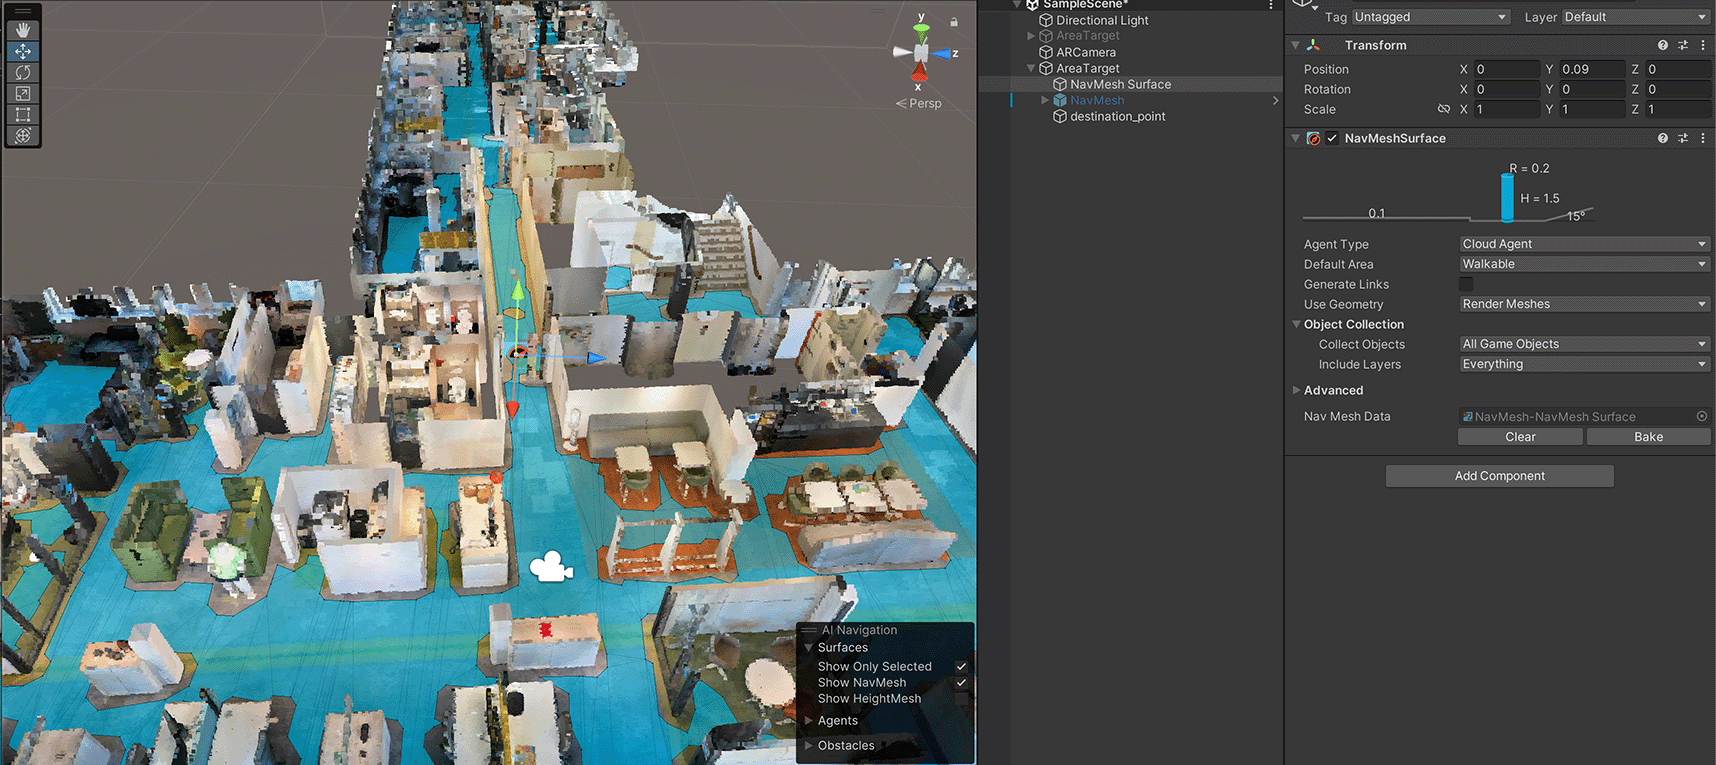 y
z
x
Persp
AI Navigation
Surfaces
Show Only Selected
Show NavMesh
Show HeightMesh
Agents
Obstacles
SampleScene*
Directional Light
AreaTarget
ARCamera
AreaTarget
NavMesh Surface
NavMesh
destination_point
Tag Untagged Layer Default
Transform
Position X 0 Y 0.09 Z 0
Rotation X 0 Y 0 Z 0
Scale X 1 Y 1 Z 1
NavMeshSurface
R = 0.2
H = 1.5
0.1
15°
Agent Type Cloud Agent
Default Area Walkable
Generate Links
Use Geometry Render Meshes
Object Collection
Collect Objects All Game Objects
Include Layers Everything
Advanced
Nav Mesh Data NavMesh-NavMesh Surface
Clear Bake
Add Component